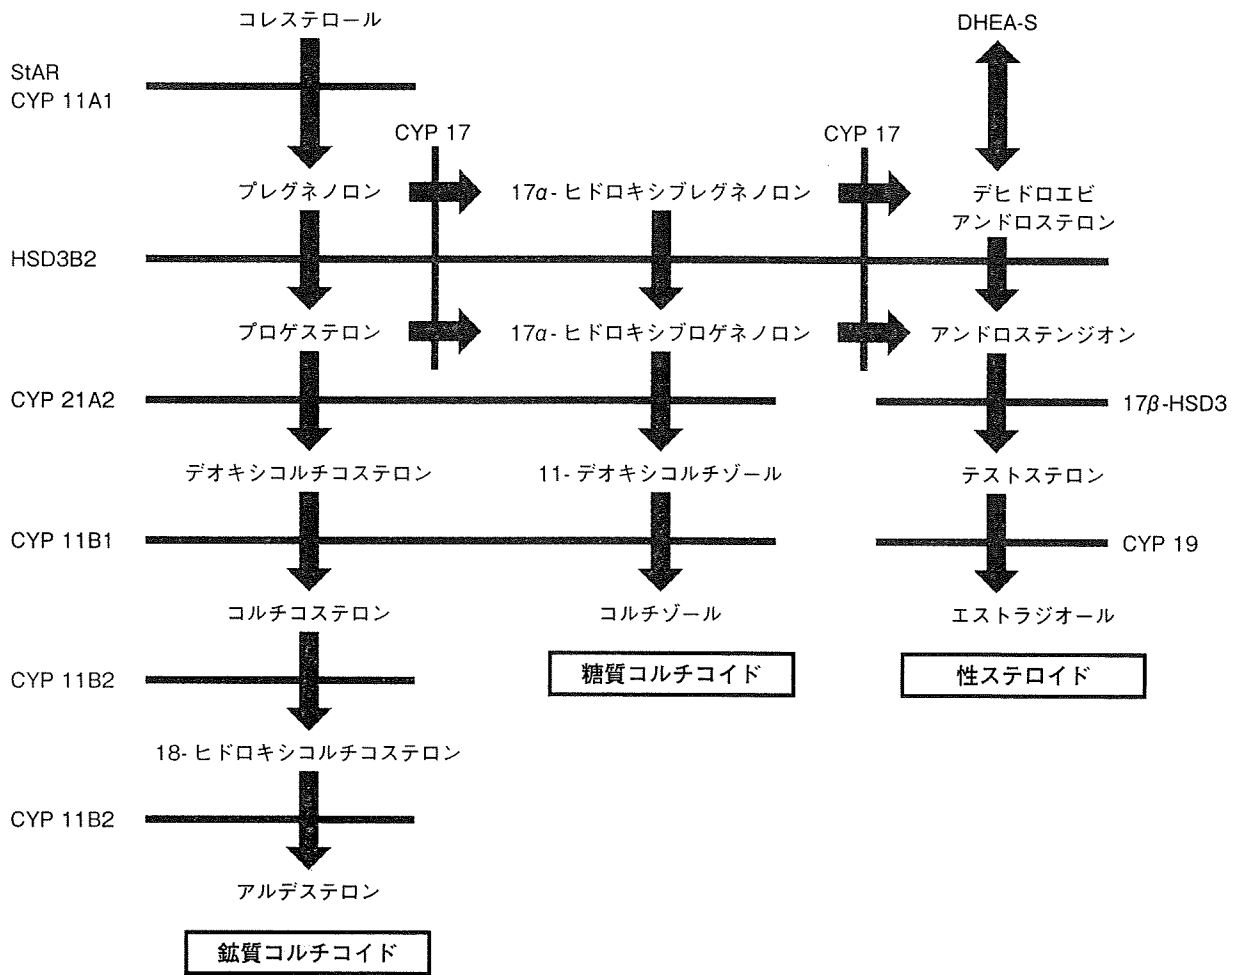 コレステロール
DHEA-S
StAR
CYP 11A1
CYP 17
CYP 17
プレグネノロン
17α-ヒドロキシプレグネノロン
デヒドロエピ
アンドロステロン
HSD3B2
プロゲステロン
17α-ヒドロキシプロゲネノロン
アンドロステンジオン
CYP 21A2
17β-HSD3
デオキシコルチコステロン
11-デオキシコルチゾール
テストステロン
CYP 11B1
CYP 19
コルチコステロン
コルチゾール
エストラジオール
CYP 11B2
糖質コルチコイド
性ステロイド
18-ヒドロキシコルチコステロン
CYP 11B2
アルデステロン
鉱質コルチコイド